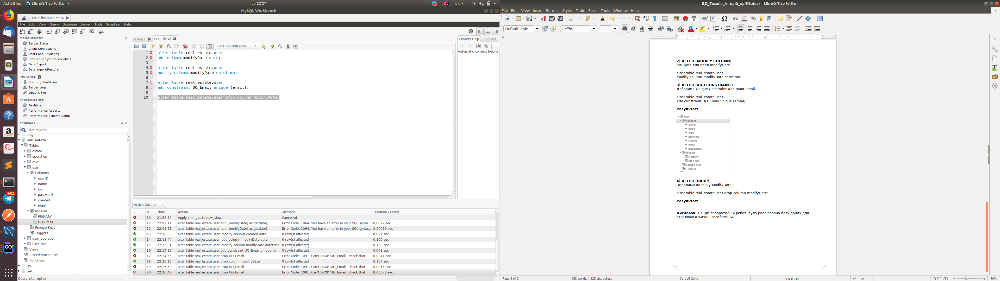 Activities
LibreOffice Writer
ср 22:27
uk
MySQL Workbench
Local instance 3306
File Edit View Query Database Server Tools Scripting Help
MANAGEMENT
Server Status
Client Connections
Users and Privileges
Status and System Variables
Data Export
Data Import/Restore
INSTANCE
Startup / Shutdown
Server Logs
Options File
PERFORMANCE
Dashboard
Performance Reports
Performance Schema Setup
SCHEMAS
Filter objects
blog
real_estate
Tables
estate
operation
role
user
Columns
userID
name
login
password
created
email
Indexes
PRIMARY
UQ_Email
Foreign Keys
Triggers
user_operation
user_role
Views
Stored Procedures
Functions
sys
test
Query interrupted
3622
Query 1
SQL File 4*
Limit to 1000 rows
1 alter table real_estate.user
2 add column modifyDate date;
3
4 alter table real_estate.user
5 modify column modifyDate datetime;
6
7 alter table real_estate.user
8 add constraint UQ_Email unique (email);
9
10 alter table real_estate.user drop column modifyDate;
Context Help Snippets
Automatic context help is
Action Output
# Time Action Message Duration / Fetch
10 21:58:39 Apply changes to new_view Cancelled
11 22:02:11 alter table real_estate.user add [modifyDate] as getdate() Error Code: 1064. You have an error in your SQL synta... 0,0022 sec
12 22:02:31 alter table real_estate.user add [modifyDate] as getdate() Error Code: 1064. You have an error in your SQL synta... 0,00056 sec
13 22:10:08 alter table real_estate.user modify column created date 0 row(s) affected 0,021 sec
14 22:11:44 alter table real_estate.user add column modifyDate date 0 row(s) affected 0,106 sec
15 22:12:04 alter table real_estate.user modify column modifyDate datetime 0 row(s) affected 0,138 sec
16 22:14:15 alter table real_estate.user add constraint UQ_Email unique (e... 0 row(s) affected 0,048 sec
17 22:24:56 alter table real_estate.user drop UQ_Email Error Code: 1091. Can't DROP 'UQ_Email'; check that ... 0,0041 sec
18 22:26:16 alter table real_estate.user drop column modifyDate 0 row(s) affected 0,107 sec
19 22:26:30 alter table real_estate.user drop UQ_Email Error Code: 1091. Can't DROP 'UQ_Email'; check that ... 0,0013 sec
20 22:26:47 alter table real_estate.user drop UQ_Email Error Code: 1091. Can't DROP 'UQ_Email'; check that ... 0,00078 sec
БД_Тимків_Андрій_лр№3.docx - LibreOffice Writer
File Edit View Insert Format Styles Table Form Tools Window Help
Default Style
Calibri
11
2) ALTER (MODIFY COLUMN)
Змінимо тип поля modifyDate
alter table real_estate.user
modify column modifyDate datetime;
3) ALTER (ADD CONSTRAINT)
Добавимо Unique Constraint для поля Email.
alter table real_estate.user
add constraint UQ_Email unique (email);
Результат:
user
Columns
userID
name
login
password
created
email
modifyDate
Indexes
PRIMARY
UQ_Email
Foreign Keys
Triggers
4) ALTER (DROP)
Видалимо колонку ModifyDate.
alter table real_estate.user drop column modifyDate;
Результат:
Висновок: На цій лабораторній роботі було реалізовано базу даних для
страхової компанії засобами SQL
Page 3 of 3
158 words, 1,325 characters
Default Style
Ukrainian
90%